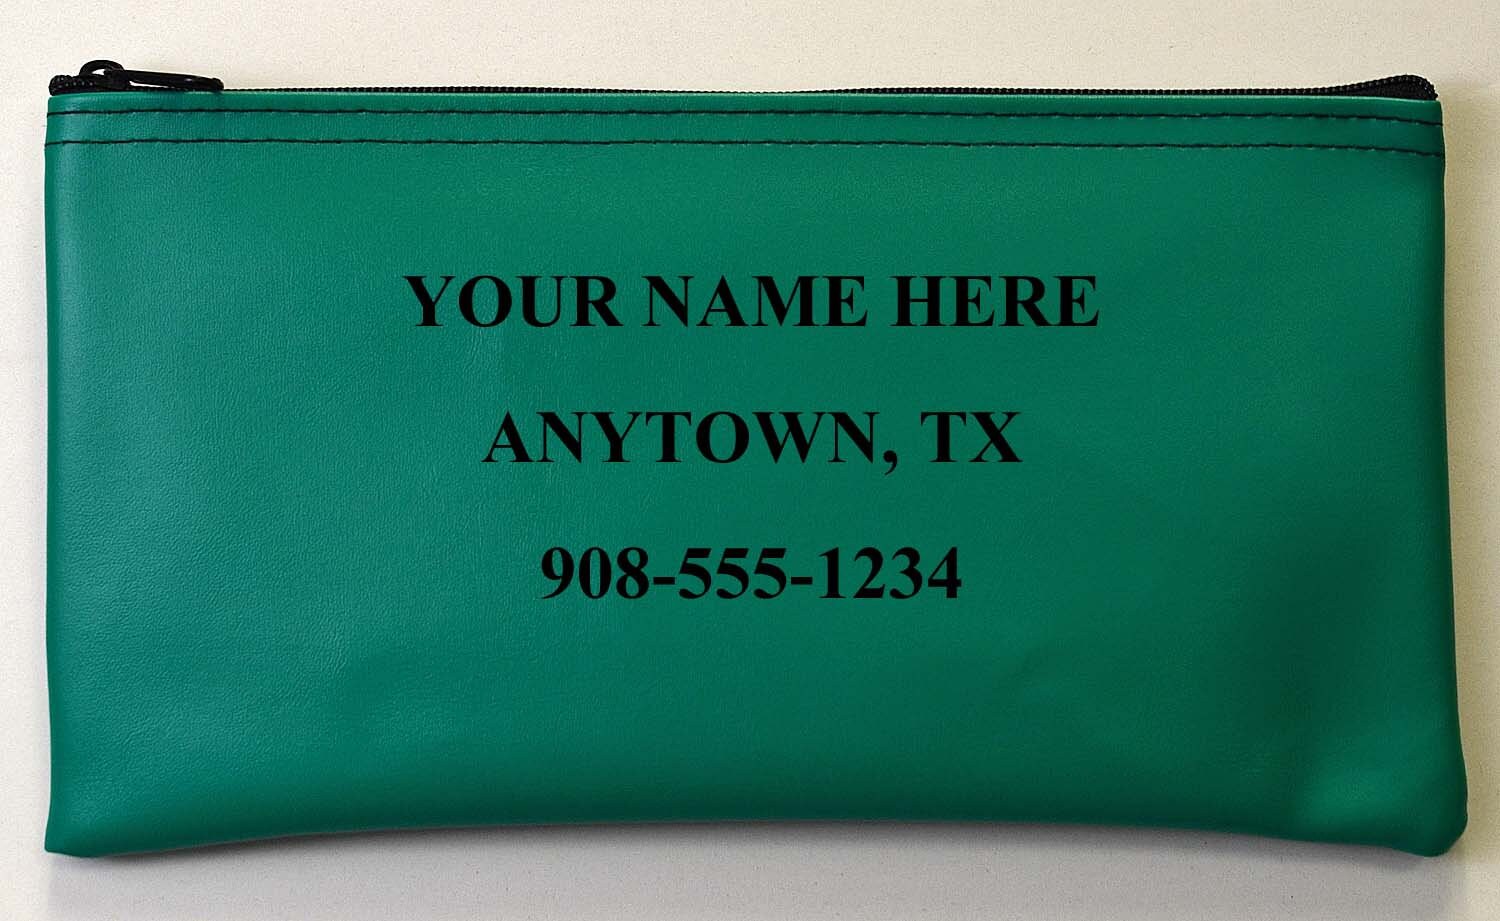 YOUR NAME HERE
ANYTOWN, TX
908-555-1234